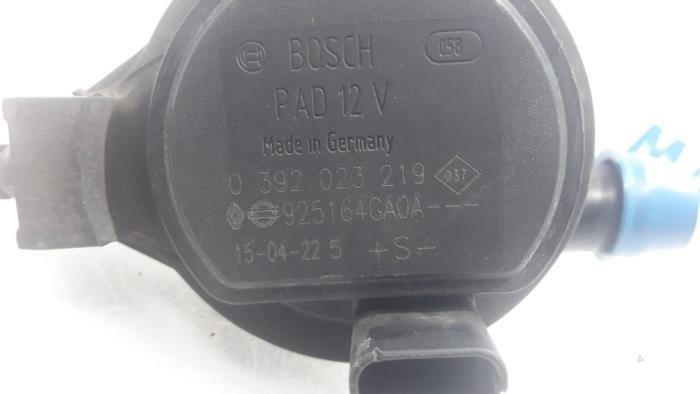 BOSCH 058
PAD 12 V
Made in Germany
0 392 023 219 037
925164GA0A---
15-04-22 5 +S-